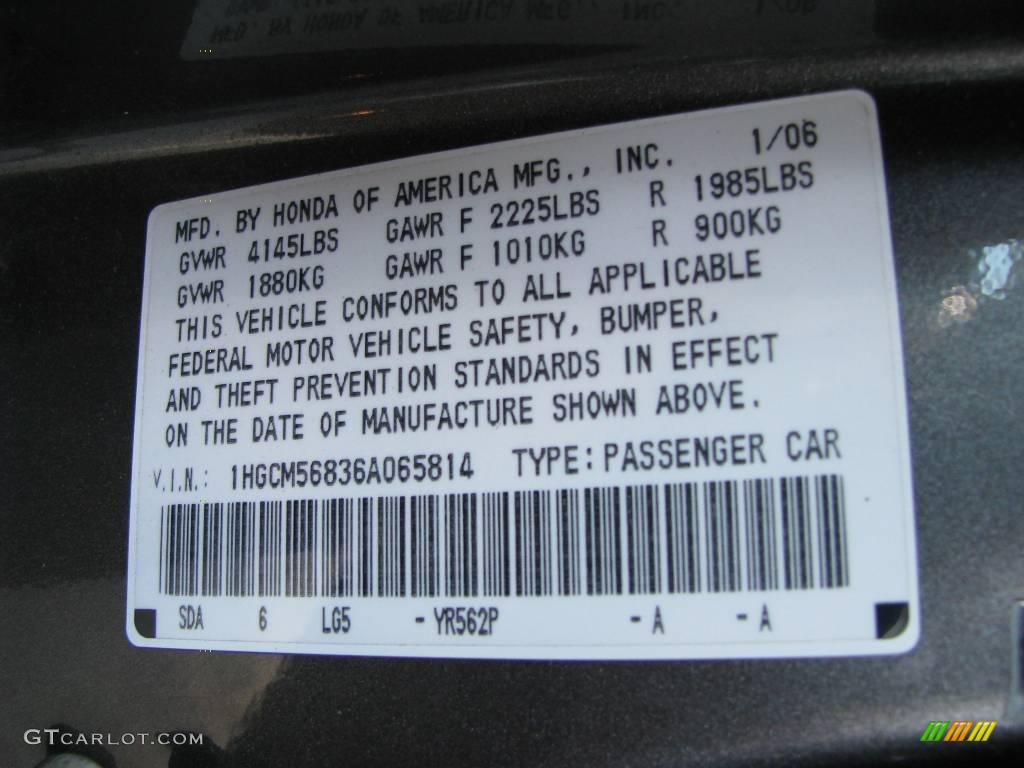 MFD. BY HONDA OF AMERICA MFG., INC. 1/06
GVWR 4145LBS GAWR F 2225LBS R 1985LBS
GVWR 1880KG GAWR F 1010KG R 900KG
THIS VEHICLE CONFORMS TO ALL APPLICABLE
FEDERAL MOTOR VEHICLE SAFETY, BUMPER,
AND THEFT PREVENTION STANDARDS IN EFFECT
ON THE DATE OF MANUFACTURE SHOWN ABOVE.
V.I.N.: 1HGCM56836A065814 TYPE: PASSENGER CAR
SDA 6 LG5 - YR562P - A - A
GTCARLOT.COM